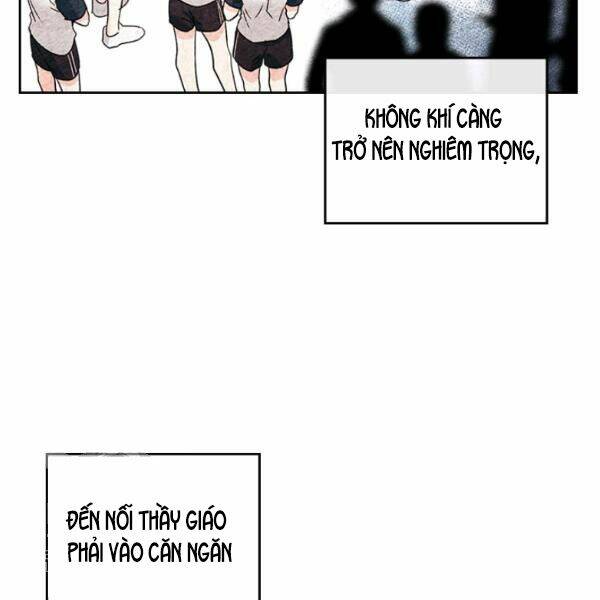 KHÔNG KHÍ CÀNG
TRỞ NÊN NGHIÊM TRỌNG,
ĐẾN NỖI THẦY GIÁO
PHẢI VÀO CĂN NGĂN